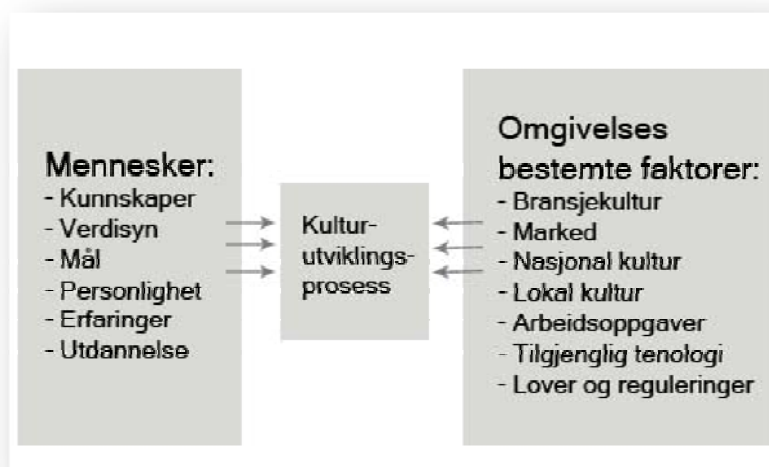 Mennesker:
- Kunnskaper
- Verdisyn
- Mål
- Personlighet
- Erfaringer
- Utdannelse
Kultur-
utviklings-
prosess
Omgivelses
bestemte faktorer:
- Bransjekultur
- Marked
- Nasjonal kultur
- Lokal kultur
- Arbeidsoppgaver
- Tilgjenglig tenologi
- Lover og reguleringer